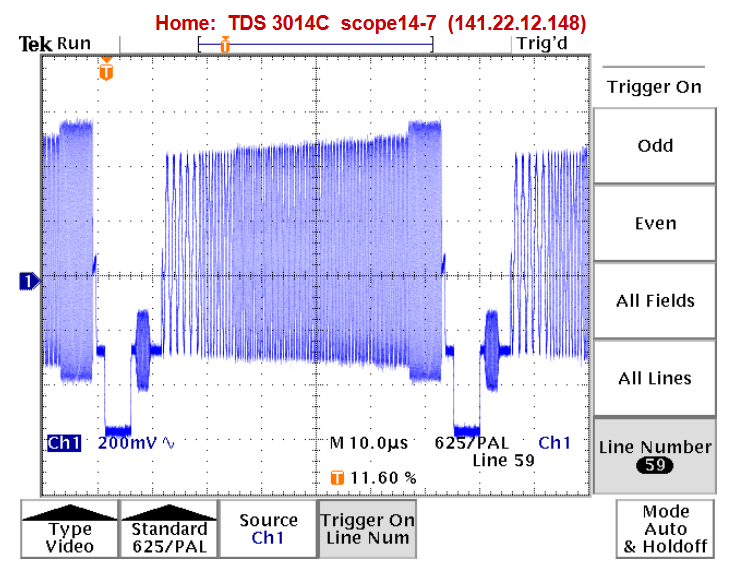 Home: TDS 3014C scope14-7 (141.22.12.148)
Tek Run
Trig'd
T
Trigger On
Odd
Even
All Fields
All Lines
Line Number
59
1
Ch1 200mV∿ M 10.0µs 625/PAL Ch1
Line 59
T 11.60 %
Type
Video
Standard
625/PAL
Source
Ch1
Trigger On
Line Num
Mode
Auto
& Holdoff